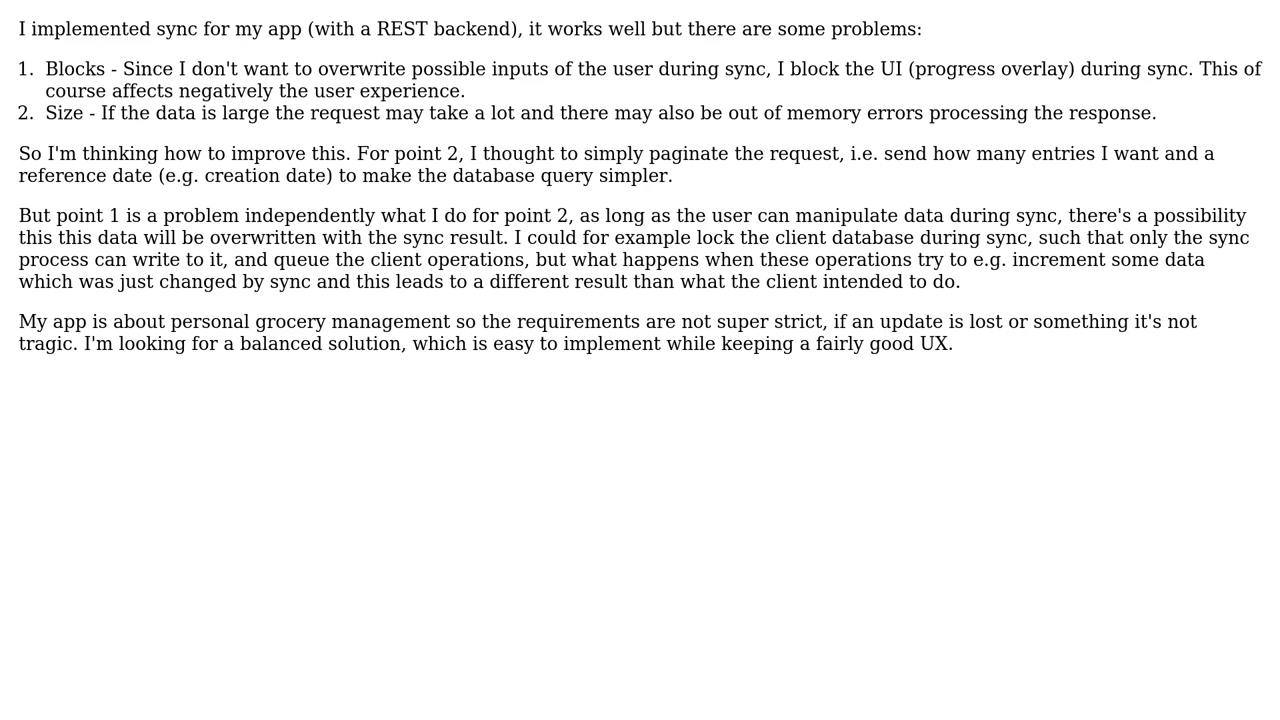 I implemented sync for my app (with a REST backend), it works well but there are some problems:
1. Blocks - Since I don't want to overwrite possible inputs of the user during sync, I block the UI (progress overlay) during sync. This of
course affects negatively the user experience.
2. Size - If the data is large the request may take a lot and there may also be out of memory errors processing the response.
So I'm thinking how to improve this. For point 2, I thought to simply paginate the request, i.e. send how many entries I want and a
reference date (e.g. creation date) to make the database query simpler.
But point 1 is a problem independently what I do for point 2, as long as the user can manipulate data during sync, there's a possibility
this this data will be overwritten with the sync result. I could for example lock the client database during sync, such that only the sync
process can write to it, and queue the client operations, but what happens when these operations try to e.g. increment some data
which was just changed by sync and this leads to a different result than what the client intended to do.
My app is about personal grocery management so the requirements are not super strict, if an update is lost or something it's not
tragic. I'm looking for a balanced solution, which is easy to implement while keeping a fairly good UX.